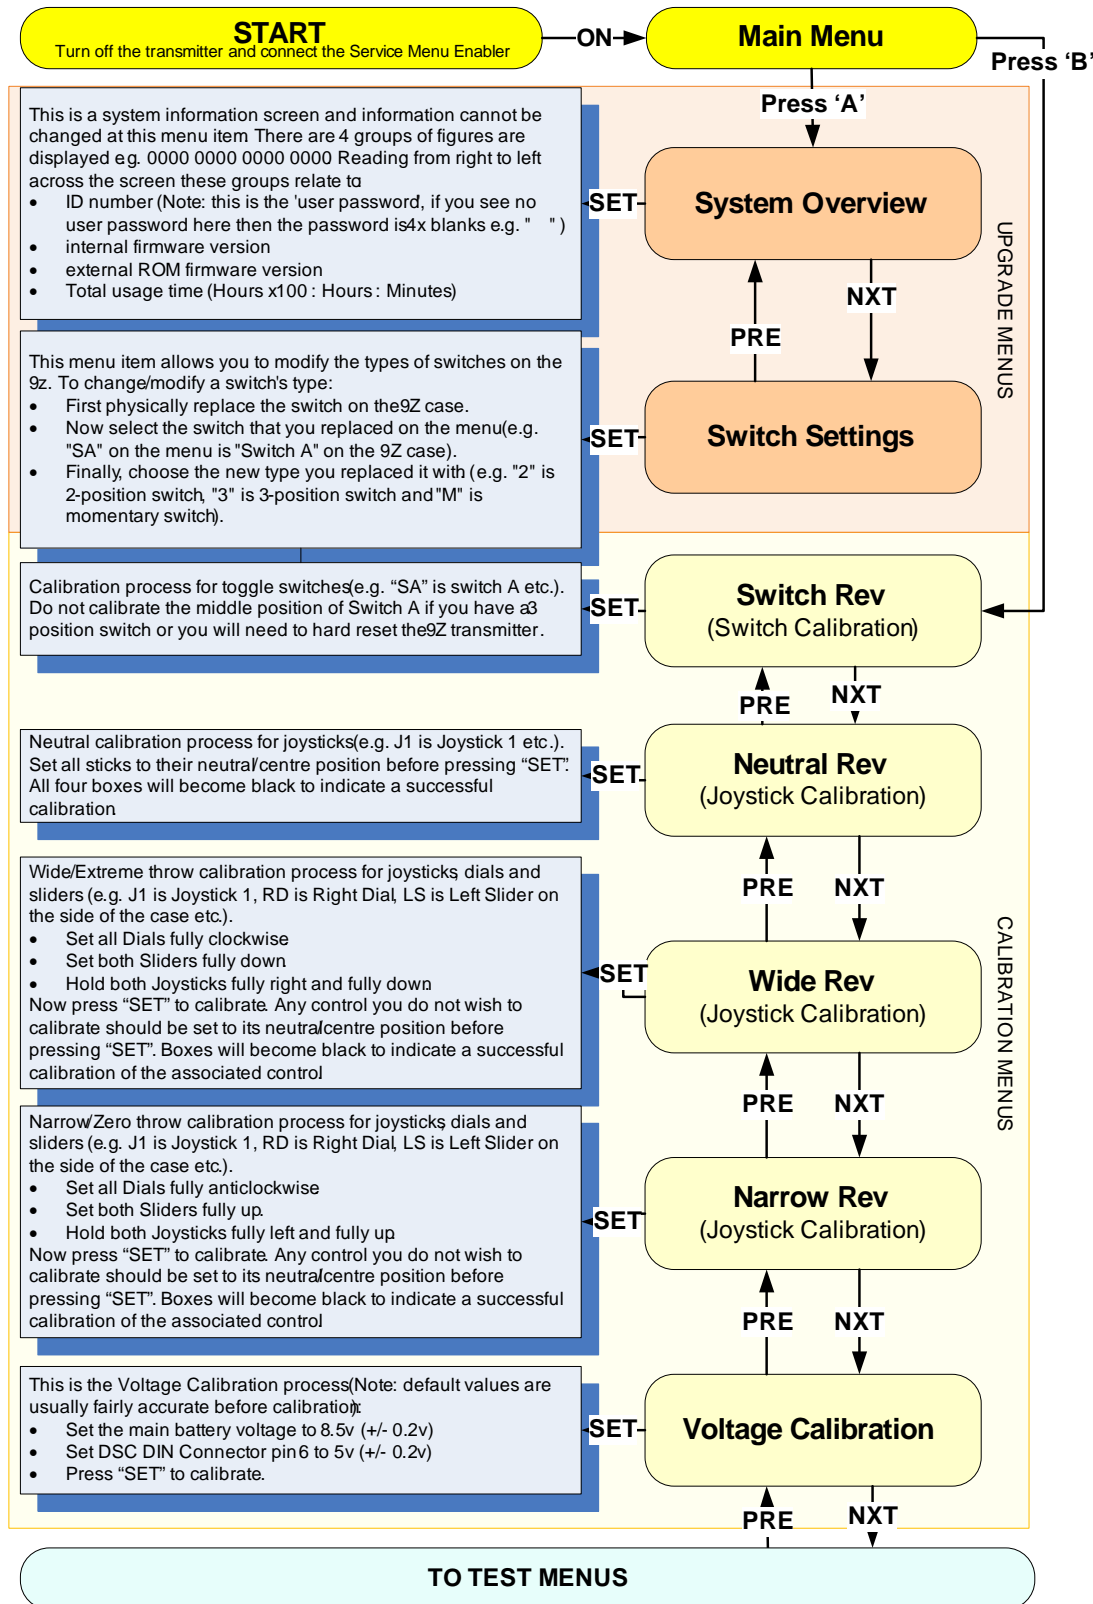 START
Turn off the transmitter and connect the Service Menu Enabler
ON
Main Menu
Press ‘B’
Press ‘A’
This is a system information screen and information cannot be
changed at this menu item There are 4 groups of figures are
displayed e.g. 0000 0000 0000 0000 Reading from right to left
across the screen these groups relate to:
• ID number (Note: this is the 'user password', if you see no
user password here then the password is 4x blanks e.g. "    " )
• internal firmware version
• external ROM firmware version
• Total usage time (Hours x100 : Hours : Minutes)
SET
System Overview
UPGRADE MENUS
PRE
NXT
This menu item allows you to modify the types of switches on the
9z. To change/modify a switch's type:
• First physically replace the switch on the 9Z case.
• Now select the switch that you replaced on the menu (e.g.
"SA" on the menu is "Switch A" on the 9Z case).
• Finally, choose the new type you replaced it with (e.g. "2" is
2-position switch, "3" is 3-position switch and "M" is
momentary switch).
SET
Switch Settings
Calibration process for toggle switches (e.g. “SA” is switch A etc.).
Do not calibrate the middle position of Switch A if you have a 3
position switch or you will need to hard reset the 9Z transmitter.
SET
Switch Rev
(Switch Calibration)
PRE
NXT
Neutral calibration process for joysticks (e.g. J1 is Joystick 1 etc.).
Set all sticks to their neutral/centre position before pressing “SET”.
All four boxes will become black to indicate a successful
calibration.
SET
Neutral Rev
(Joystick Calibration)
PRE
NXT
CALIBRATION MENUS
Wide/Extreme throw calibration process for joysticks, dials and
sliders (e.g. J1 is Joystick 1, RD is Right Dial, LS is Left Slider on
the side of the case etc.).
• Set all Dials fully clockwise
• Set both Sliders fully down.
• Hold both Joysticks fully right and fully down.
Now press “SET” to calibrate. Any control you do not wish to
calibrate should be set to its neutral/centre position before
pressing “SET”. Boxes will become black to indicate a successful
calibration of the associated control.
SET
Wide Rev
(Joystick Calibration)
PRE
NXT
Narrow/Zero throw calibration process for joysticks, dials and
sliders (e.g. J1 is Joystick 1, RD is Right Dial, LS is Left Slider on
the side of the case etc.).
• Set all Dials fully anticlockwise
• Set both Sliders fully up.
• Hold both Joysticks fully left and fully up.
Now press “SET” to calibrate. Any control you do not wish to
calibrate should be set to its neutral/centre position before
pressing “SET”. Boxes will become black to indicate a successful
calibration of the associated control.
SET
Narrow Rev
(Joystick Calibration)
PRE
NXT
This is the Voltage Calibration process (Note: default values are
usually fairly accurate before calibration):
• Set the main battery voltage to 8.5v (+/- 0.2v)
• Set DSC DIN Connector pin 6 to 5v (+/- 0.2v)
• Press “SET” to calibrate.
SET
Voltage Calibration
PRE
NXT
TO TEST MENUS